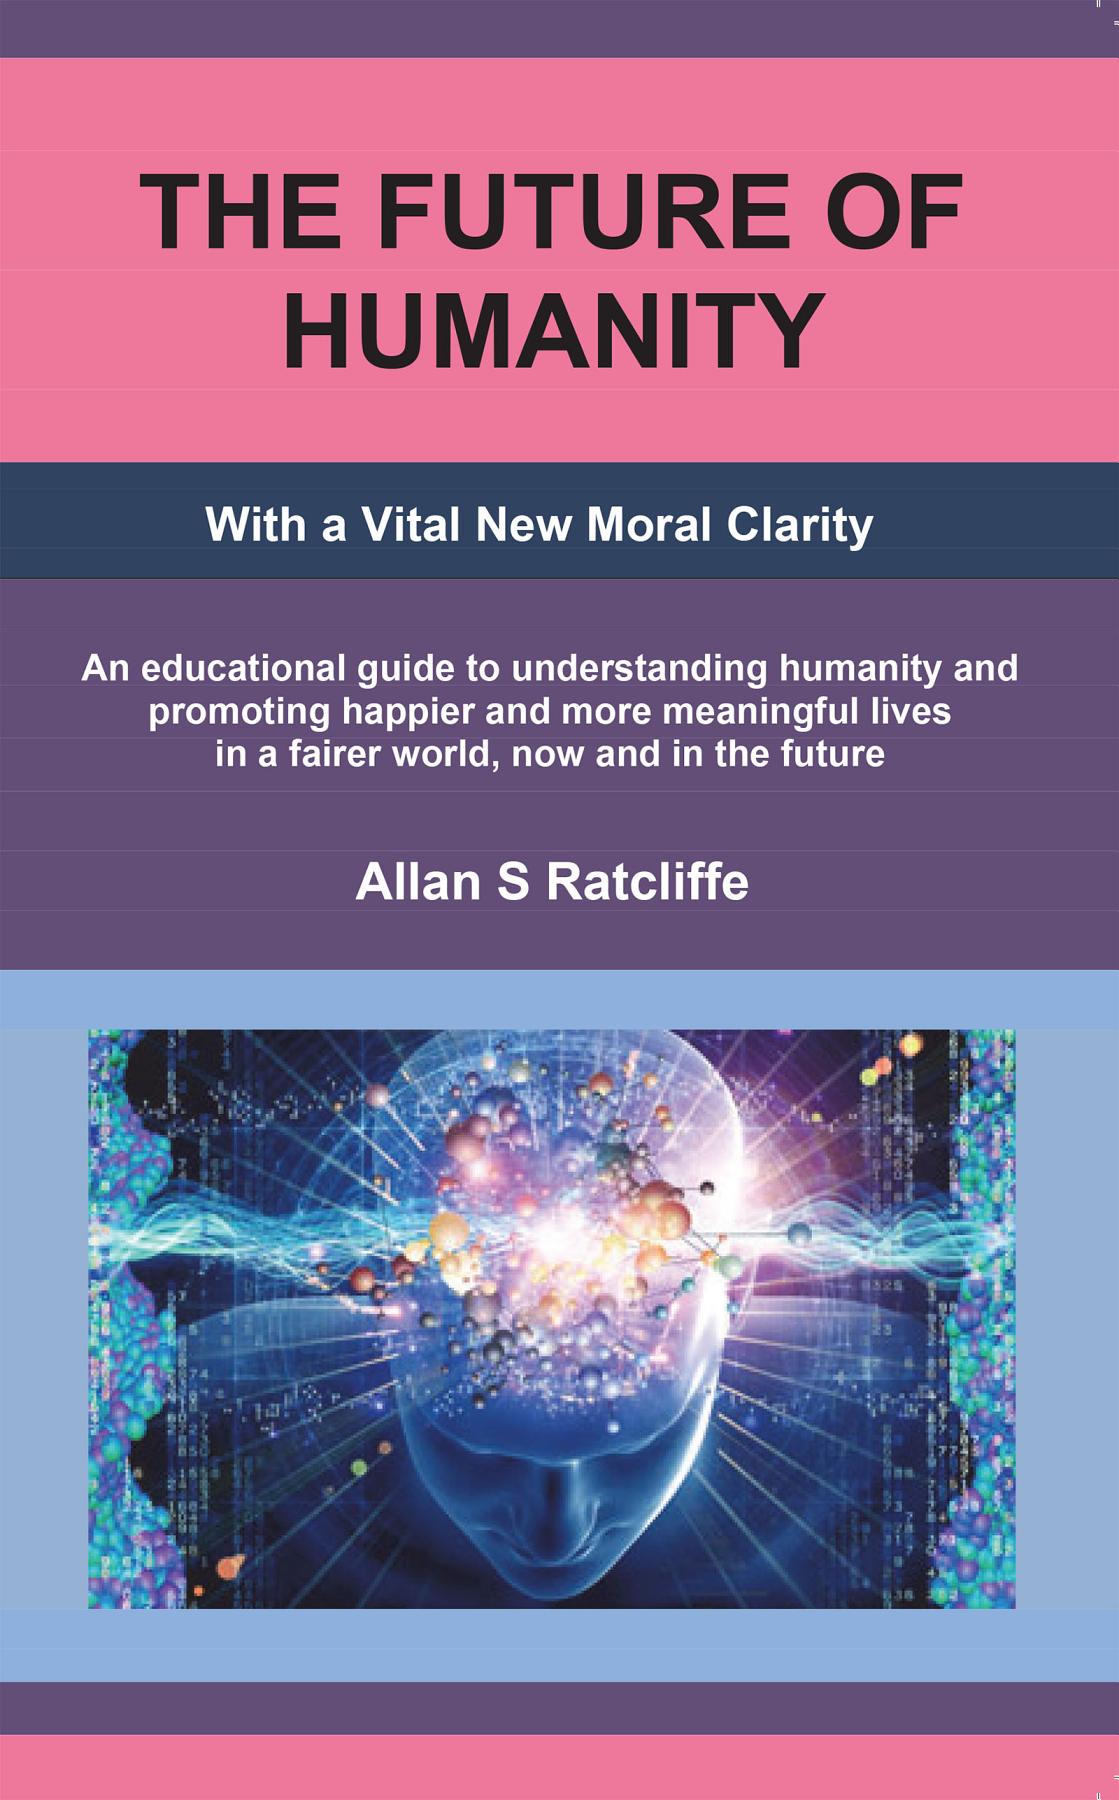 THE FUTURE OF
HUMANITY
With a Vital New Moral Clarity
An educational guide to understanding humanity and
promoting happier and more meaningful lives
in a fairer world, now and in the future
Allan S Ratcliffe